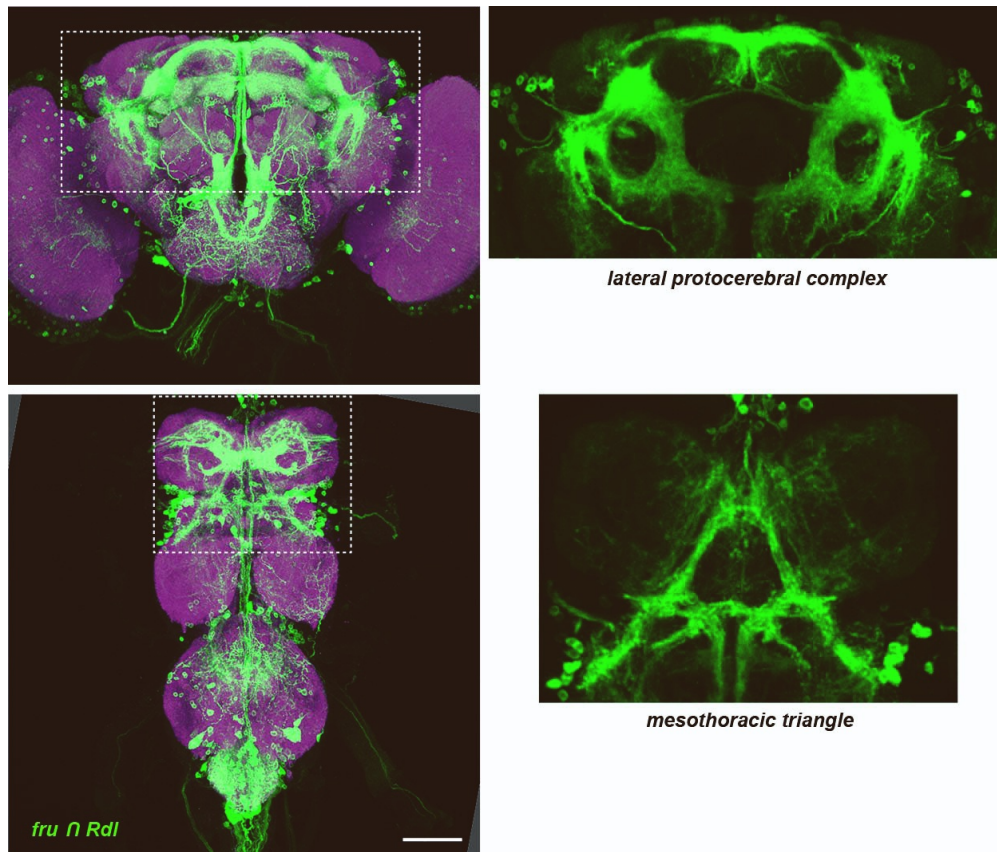 lateral protocerebral complex
mesothoracic triangle
fru ∩ Rdl